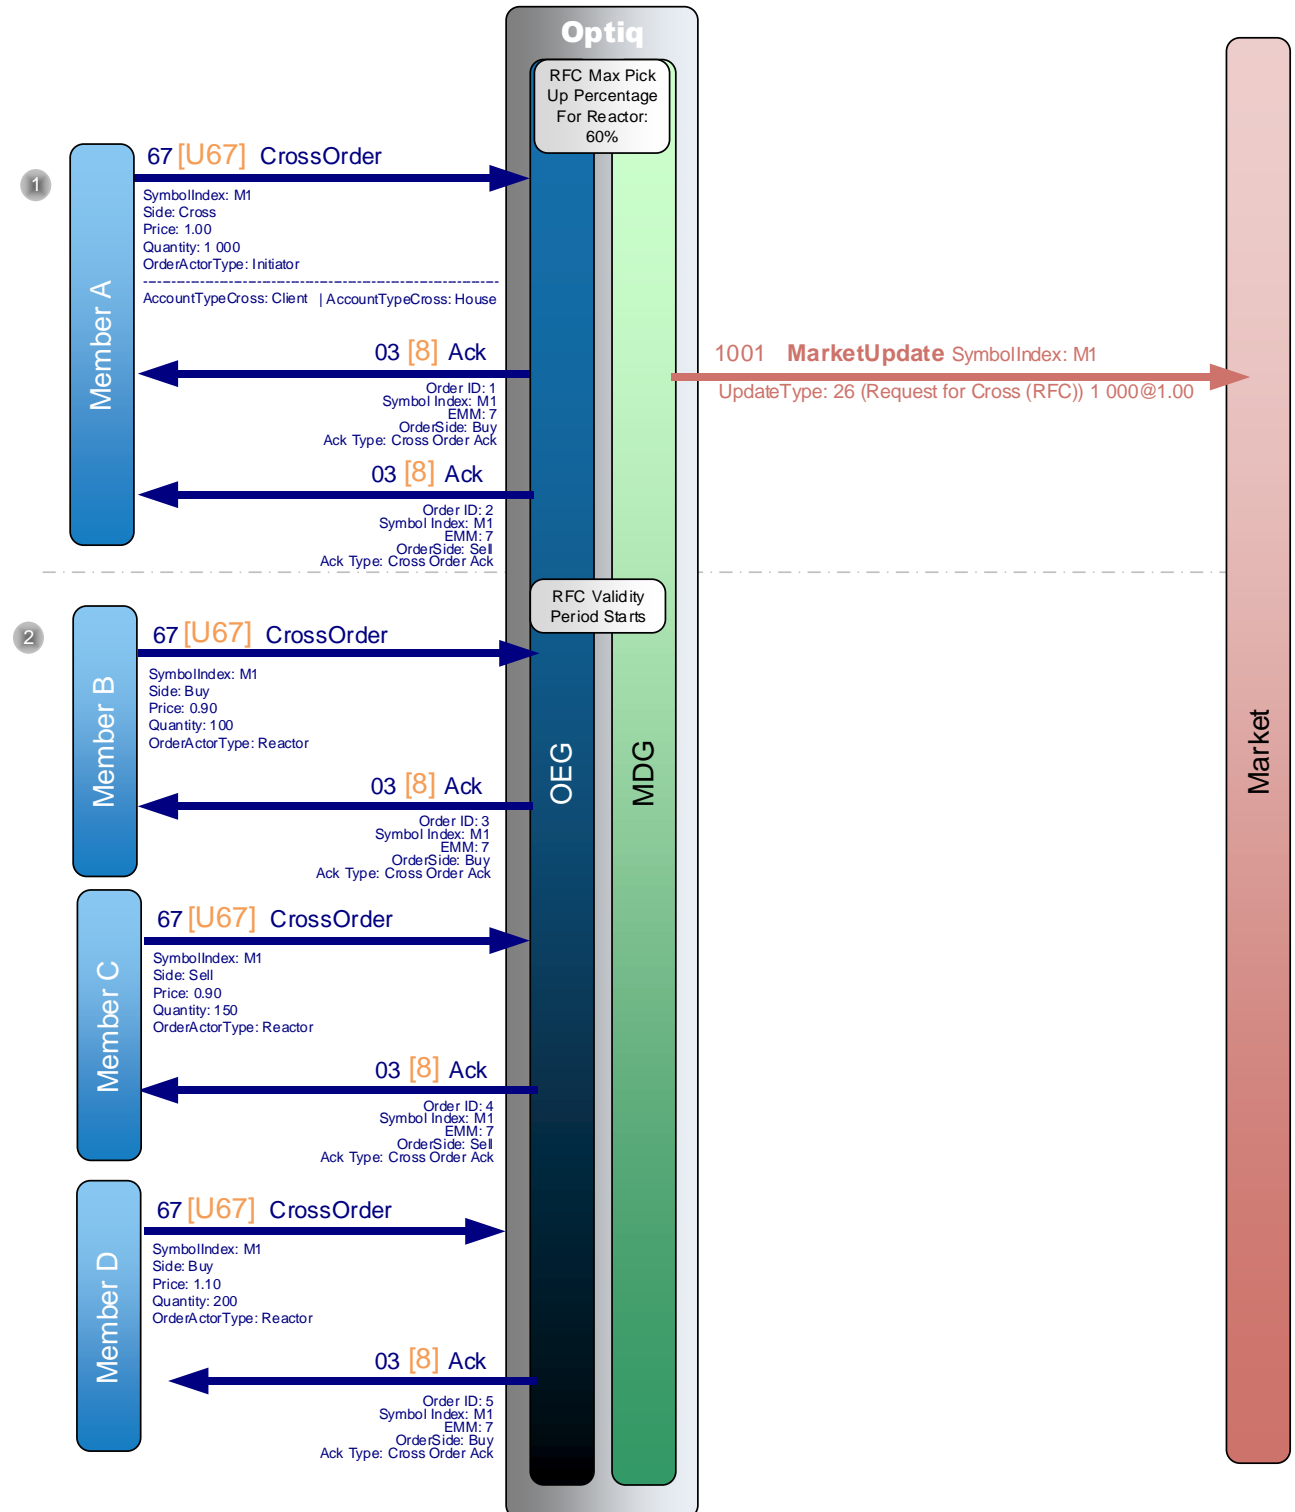 Optiq
RFC Max Pick
Up Percentage
For Reactor:
60%
1
Member A
67 [U67] CrossOrder
SymbolIndex: M1
Side: Cross
Price: 1.00
Quantity: 1 000
OrderActorType: Initiator
AccountTypeCross: Client | AccountTypeCross: House
03 [8] Ack
Order ID: 1
Symbol Index: M1
EMM: 7
OrderSide: Buy
Ack Type: Cross Order Ack
1001 MarketUpdate SymbolIndex: M1
UpdateType: 26 (Request for Cross (RFC)) 1 000@1.00
03 [8] Ack
Order ID: 2
Symbol Index: M1
EMM: 7
OrderSide: Sell
Ack Type: Cross Order Ack
RFC Validity
Period Starts
2
Member B
67 [U67] CrossOrder
SymbolIndex: M1
Side: Buy
Price: 0.90
Quantity: 100
OrderActorType: Reactor
OEG
MDG
Market
03 [8] Ack
Order ID: 3
Symbol Index: M1
EMM: 7
OrderSide: Buy
Ack Type: Cross Order Ack
Member C
67 [U67] CrossOrder
SymbolIndex: M1
Side: Sell
Price: 0.90
Quantity: 150
OrderActorType: Reactor
03 [8] Ack
Order ID: 4
Symbol Index: M1
EMM: 7
OrderSide: Sell
Ack Type: Cross Order Ack
Member D
67 [U67] CrossOrder
SymbolIndex: M1
Side: Buy
Price: 1.10
Quantity: 200
OrderActorType: Reactor
03 [8] Ack
Order ID: 5
Symbol Index: M1
EMM: 7
OrderSide: Buy
Ack Type: Cross Order Ack